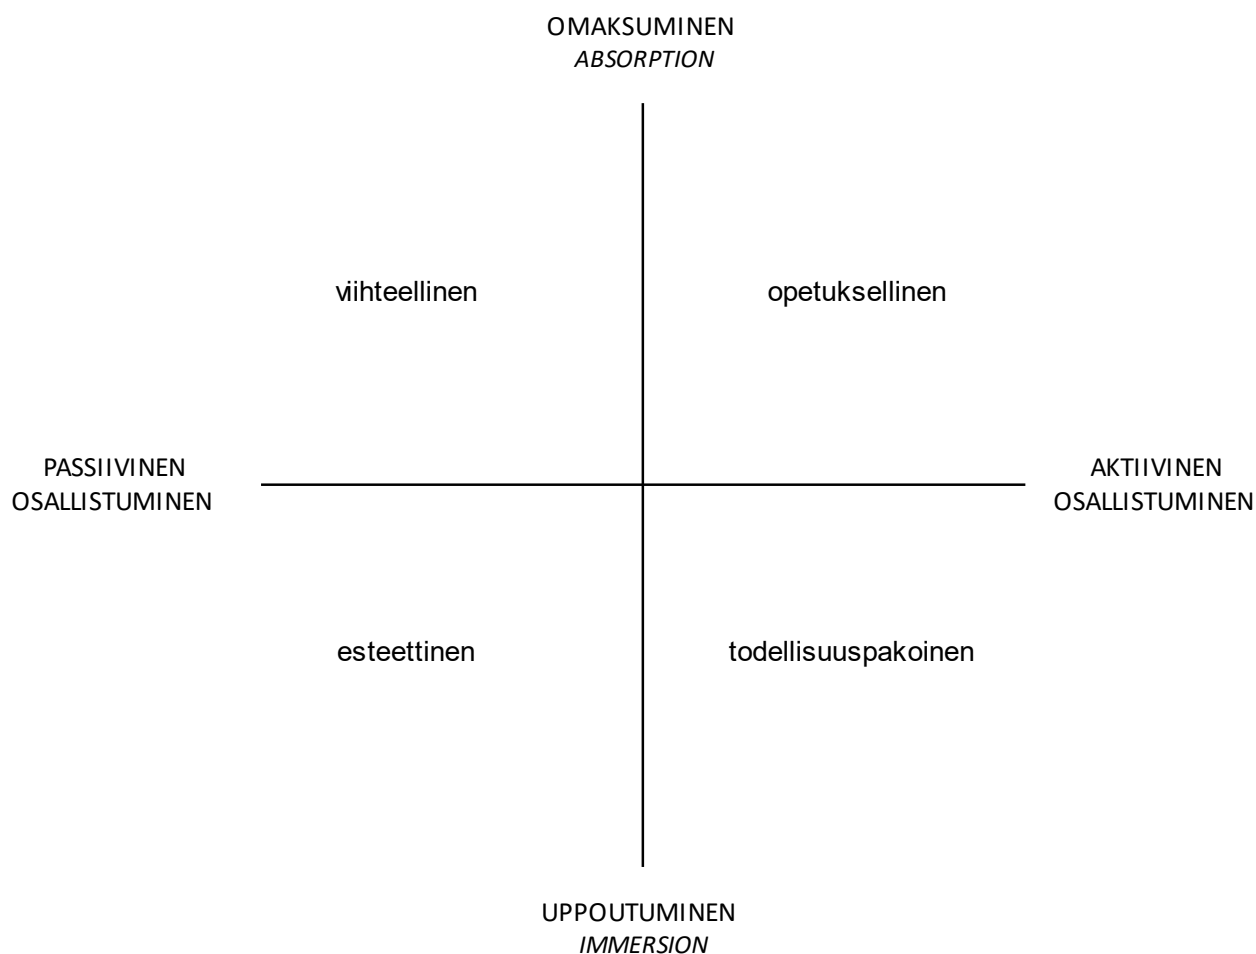 OMAKSUMINEN
ABSORPTION
viihteellinen
opetuksellinen
PASSIIVINEN
OSALLISTUMINEN
AKTIIVINEN
OSALLISTUMINEN
esteettinen
todellisuuspakoinen
UPPOUTUMINEN
IMMERSION